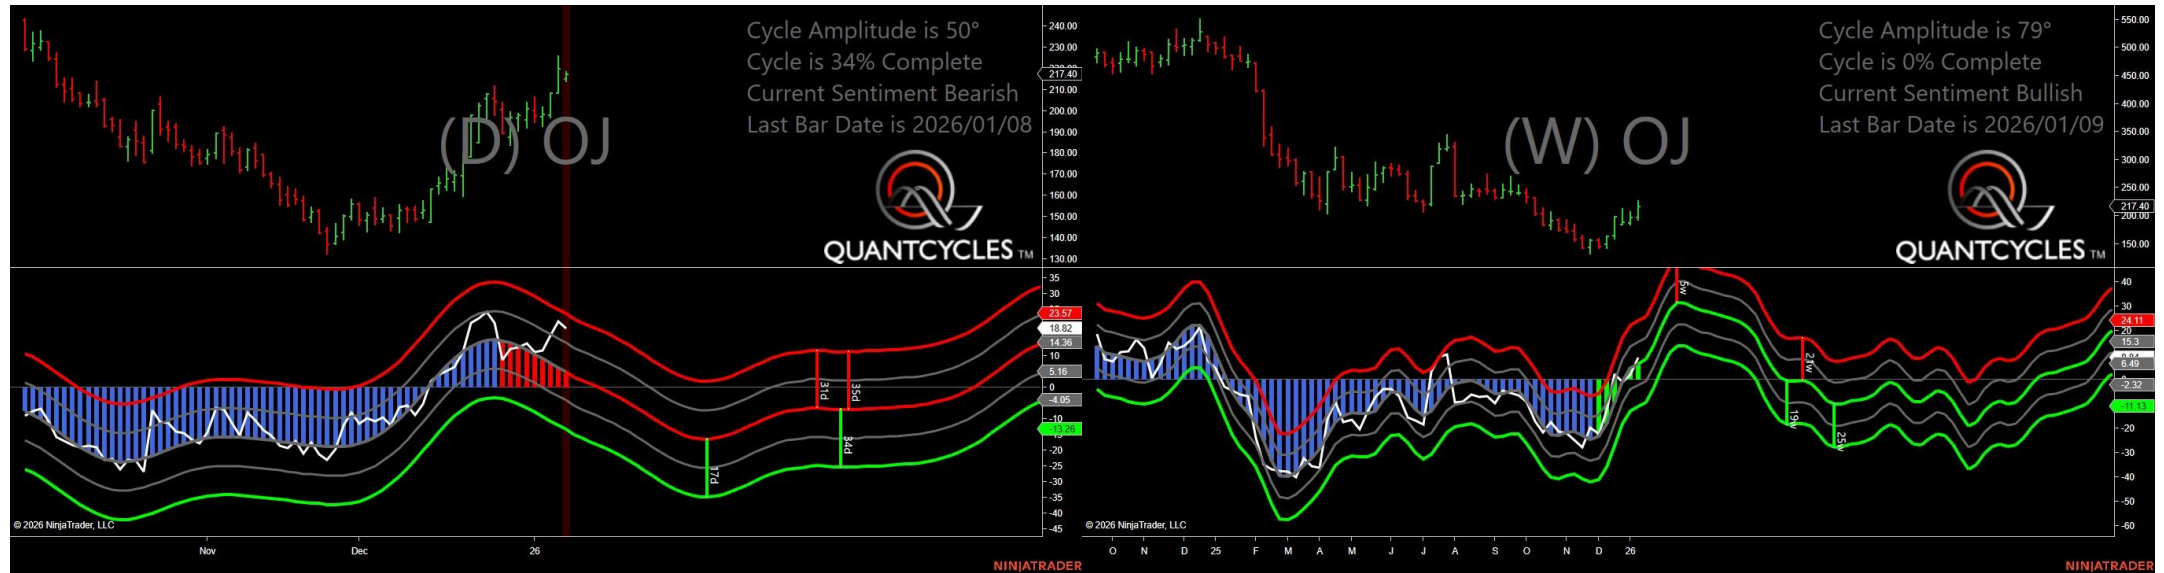 Cycle Amplitude is 50°
Cycle is 34% Complete
Current Sentiment Bearish
Last Bar Date is 2026/01/08
(D) OJ
QUANTCYCLES TM
240.00
230.00
217.40
210.00
200.00
190.00
180.00
170.00
160.00
150.00
140.00
130.00
35
30
23.57
18.82
14.36
10
5.16
0
-4.05
-10
-13.26
-20
-25
-30
-35
-40
-45
31d
35d
34d
17d
© 2026 NinjaTrader, LLC
Nov Dec 26
NINJATRADER
Cycle Amplitude is 79°
Cycle is 0% Complete
Current Sentiment Bullish
Last Bar Date is 2026/01/09
(W) OJ
QUANTCYCLES TM
550.00
500.00
450.00
400.00
350.00
300.00
250.00
217.40
200.00
150.00
40
30
24.11
20
15.3
6.49
-2.32
-11.13
-20
-30
-40
-50
-60
5w
21w
19w
25w
© 2026 NinjaTrader, LLC
O N D 25 F M A M J J A S O N D 26
NINJATRADER